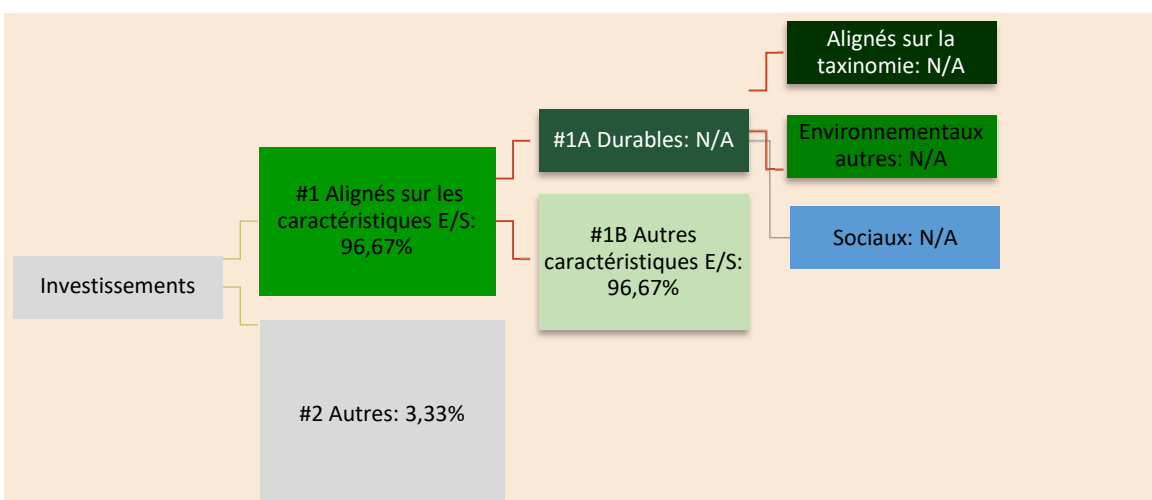 Investissements
#1 Alignés sur les
caractéristiques E/S:
96,67%
#2 Autres: 3,33%
#1A Durables: N/A
#1B Autres
caractéristiques E/S:
96,67%
Alignés sur la
taxinomie: N/A
Environnementaux
autres: N/A
Sociaux: N/A